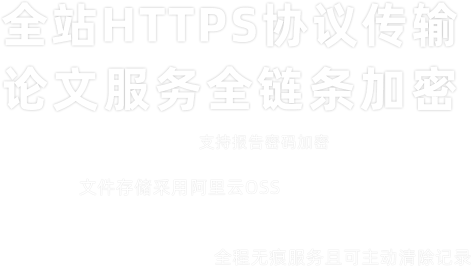 全站HTTPS协议传输
论文服务全链条加密
支持报告密码加密
文件存储采用阿里云OSS
全程无痕服务且可主动清除记录